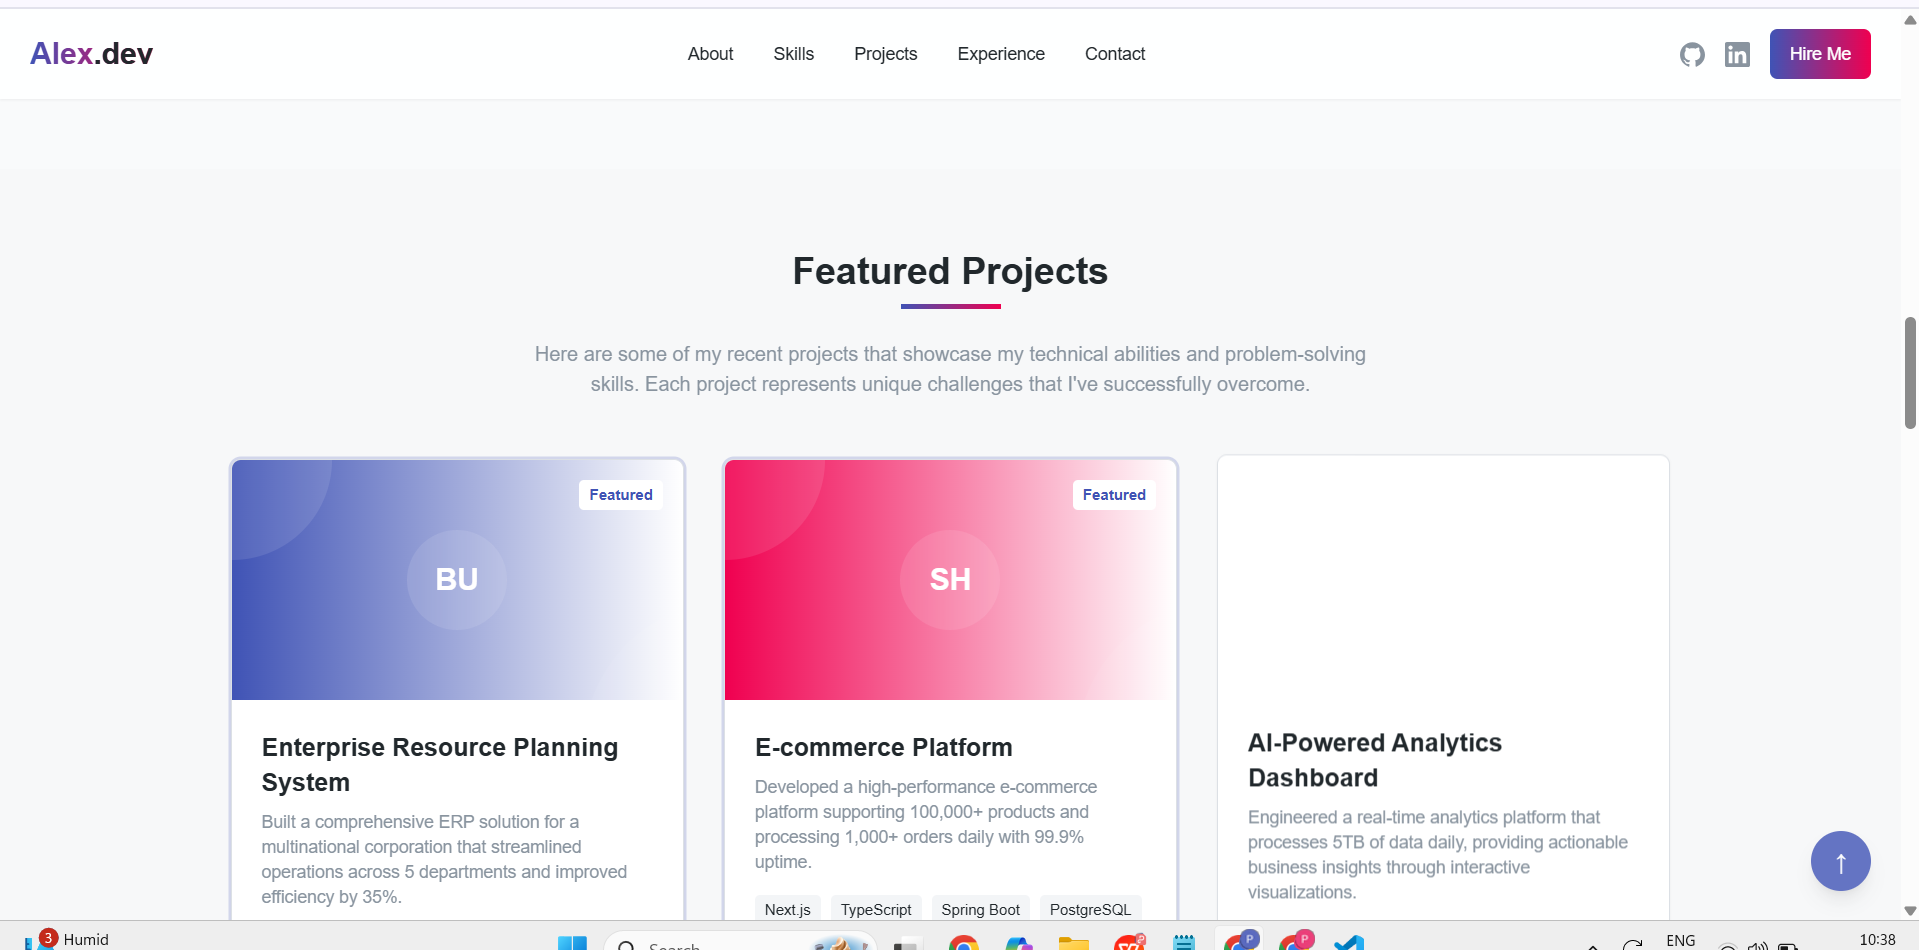 Alex.dev
About
Skills
Projects
Experience
Contact
Hire Me
Featured Projects
Here are some of my recent projects that showcase my technical abilities and problem-solving
skills. Each project represents unique challenges that I've successfully overcome.
Featured
BU
Enterprise Resource Planning
System
Built a comprehensive ERP solution for a
multinational corporation that streamlined
operations across 5 departments and improved
efficiency by 35%.
Featured
SH
E-commerce Platform
Developed a high-performance e-commerce
platform supporting 100,000+ products and
processing 1,000+ orders daily with 99.9%
uptime.
Next.js
TypeScript
Spring Boot
PostgreSQL
AI-Powered Analytics
Dashboard
Engineered a real-time analytics platform that
processes 5TB of data daily, providing actionable
business insights through interactive
visualizations.
↑
3
Humid
Search
P
P
ENG
10:38